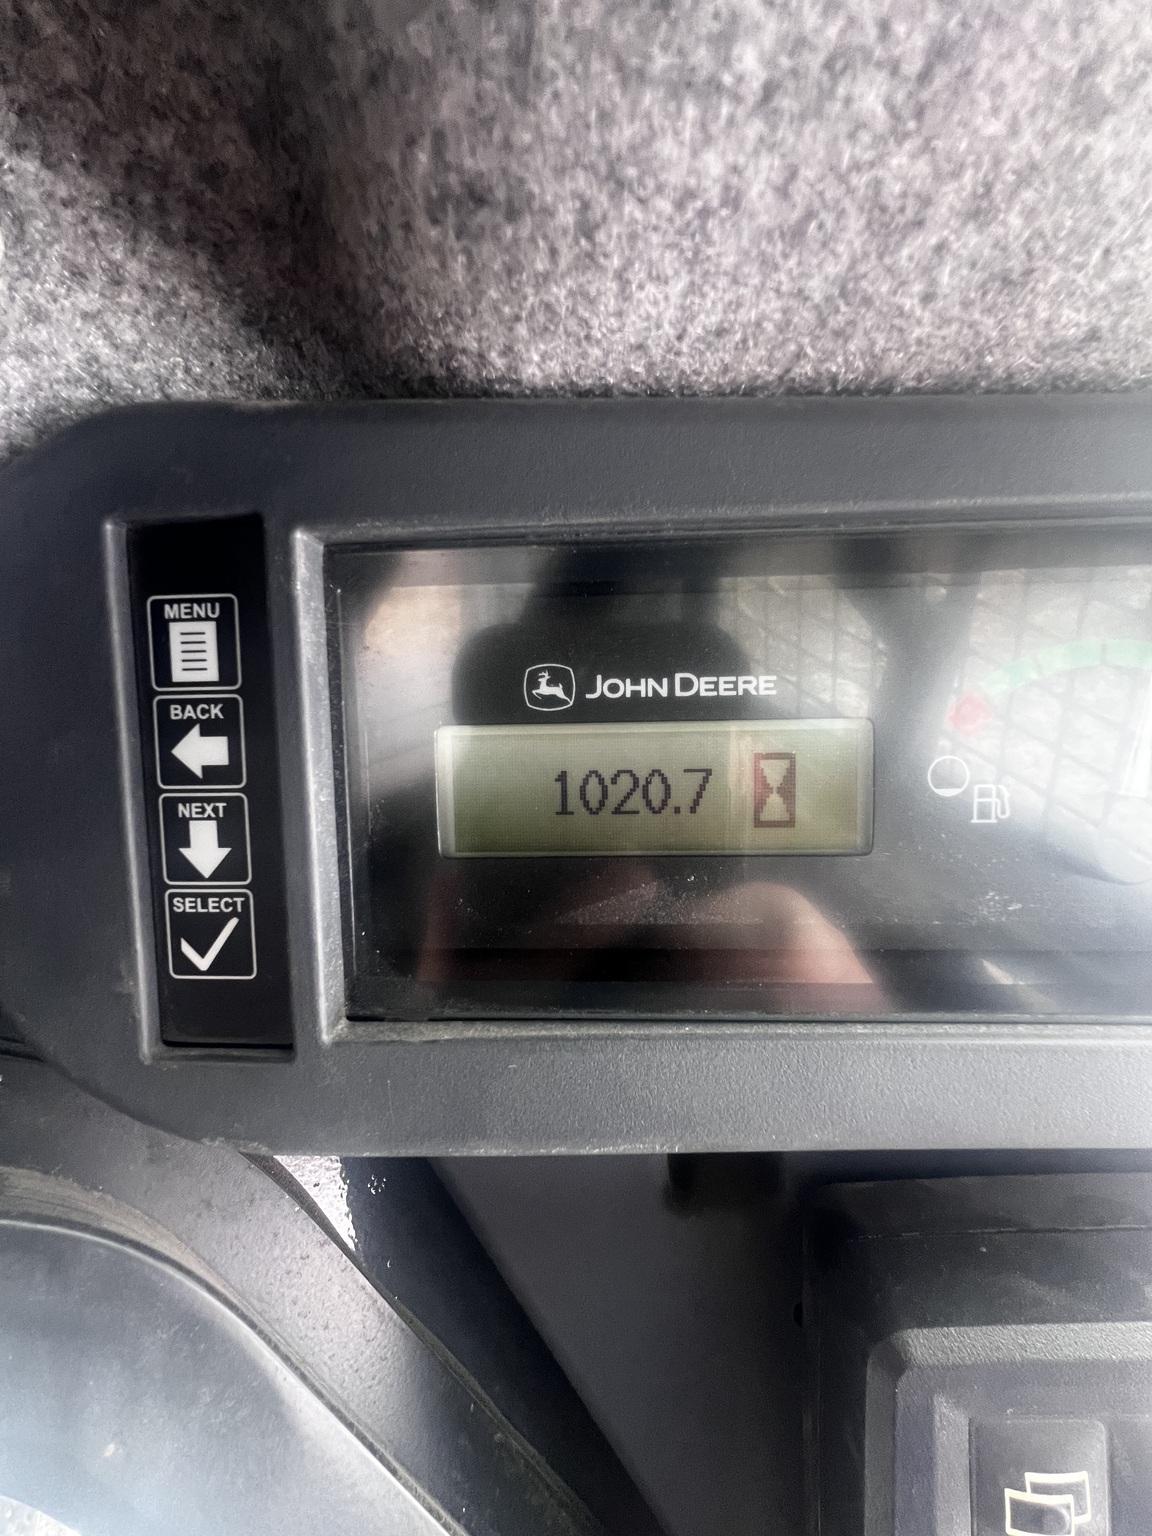 MENU
BACK
NEXT
SELECT
JOHN DEERE
1020.7